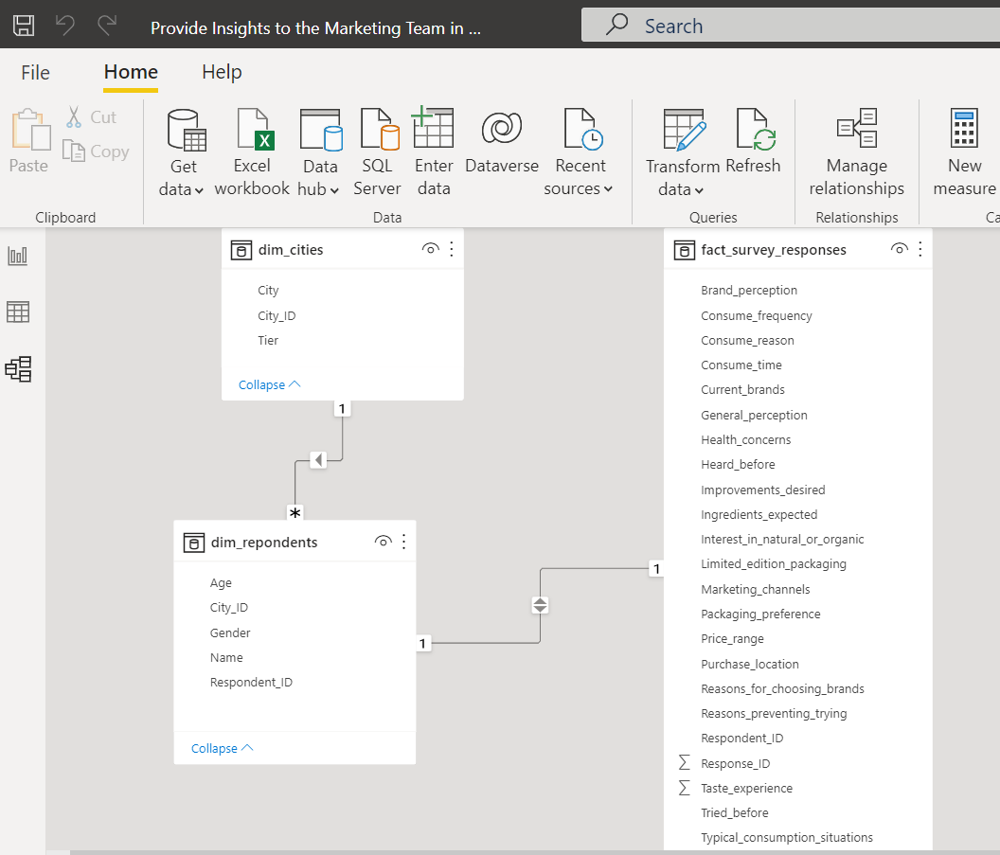 Provide Insights to the Marketing Team in ...
Search
File Home Help
Paste
Cut
Copy
Clipboard
Get data
Excel workbook
Data hub
SQL Server
Enter data
Dataverse
Recent sources
Data
Transform data
Refresh
Queries
Manage relationships
Relationships
New measure
Ca
dim_cities
City
City_ID
Tier
Collapse
1
*
dim_repondents
Age
City_ID
Gender
Name
Respondent_ID
Collapse
1
1
fact_survey_responses
Brand_perception
Consume_frequency
Consume_reason
Consume_time
Current_brands
General_perception
Health_concerns
Heard_before
Improvements_desired
Ingredients_expected
Interest_in_natural_or_organic
Limited_edition_packaging
Marketing_channels
Packaging_preference
Price_range
Purchase_location
Reasons_for_choosing_brands
Reasons_preventing_trying
Respondent_ID
∑ Response_ID
∑ Taste_experience
Tried_before
Typical_consumption_situations